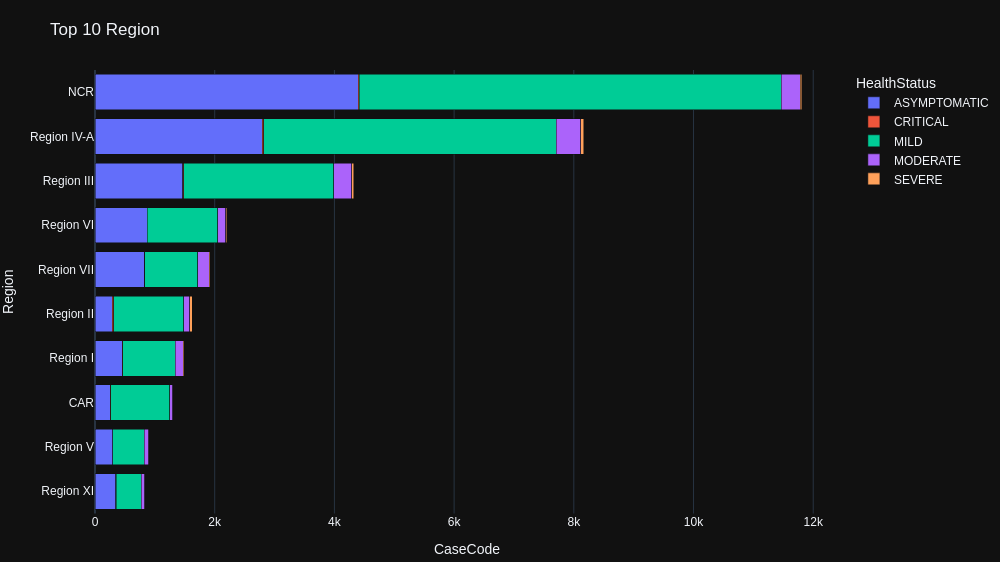 Top 10 Region
NCR
Region IV-A
Region III
Region VI
Region VII
Region II
Region I
CAR
Region V
Region XI
Region
0 2k 4k 6k 8k 10k 12k
CaseCode
HealthStatus
ASYMPTOMATIC
CRITICAL
MILD
MODERATE
SEVERE